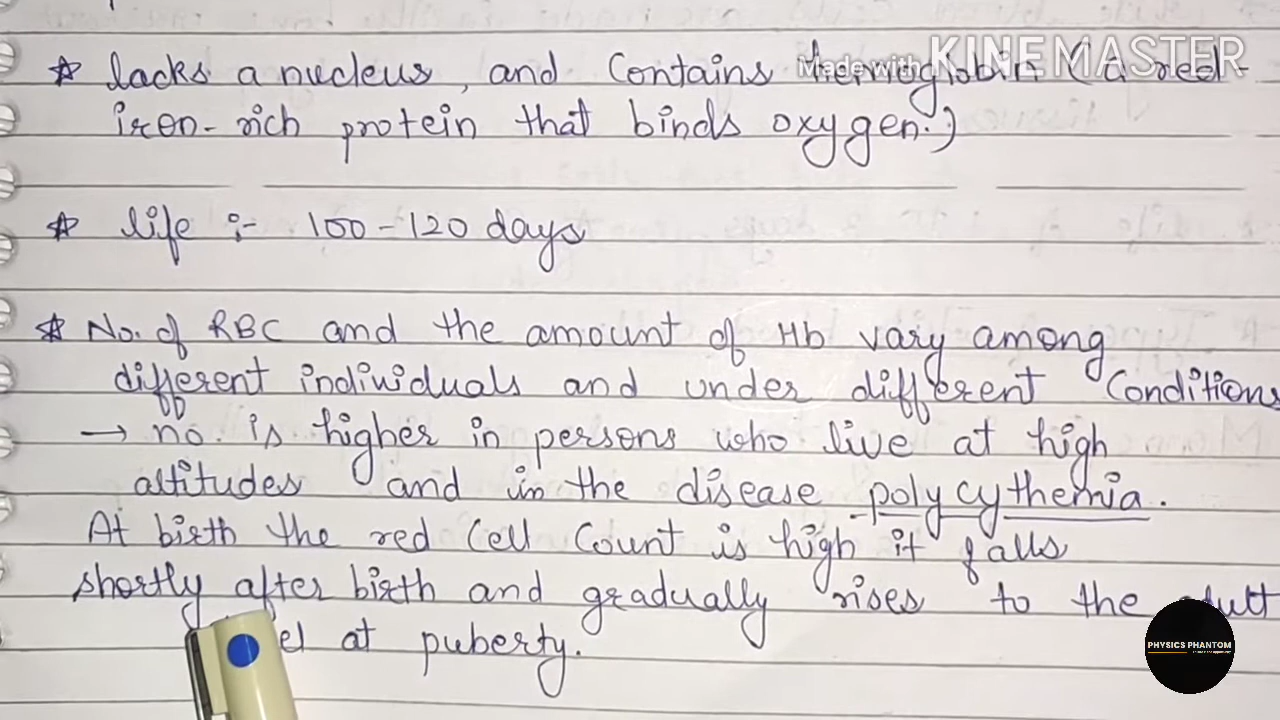 * lacks a nucleus, and contains hemoglobin (a red
Made with KINEMASTER
iron-rich protein that binds oxygen.)
* life :- 100-120 days
* No. of RBC and the amount of Hb vary among
different individuals and under different conditions
→ no. is higher in persons who live at high
altitudes and in the disease polycythemia.
At birth the red cell count is high it falls
shortly after birth and gradually rises to the adult
el at puberty.
PHYSICS PHANTOM